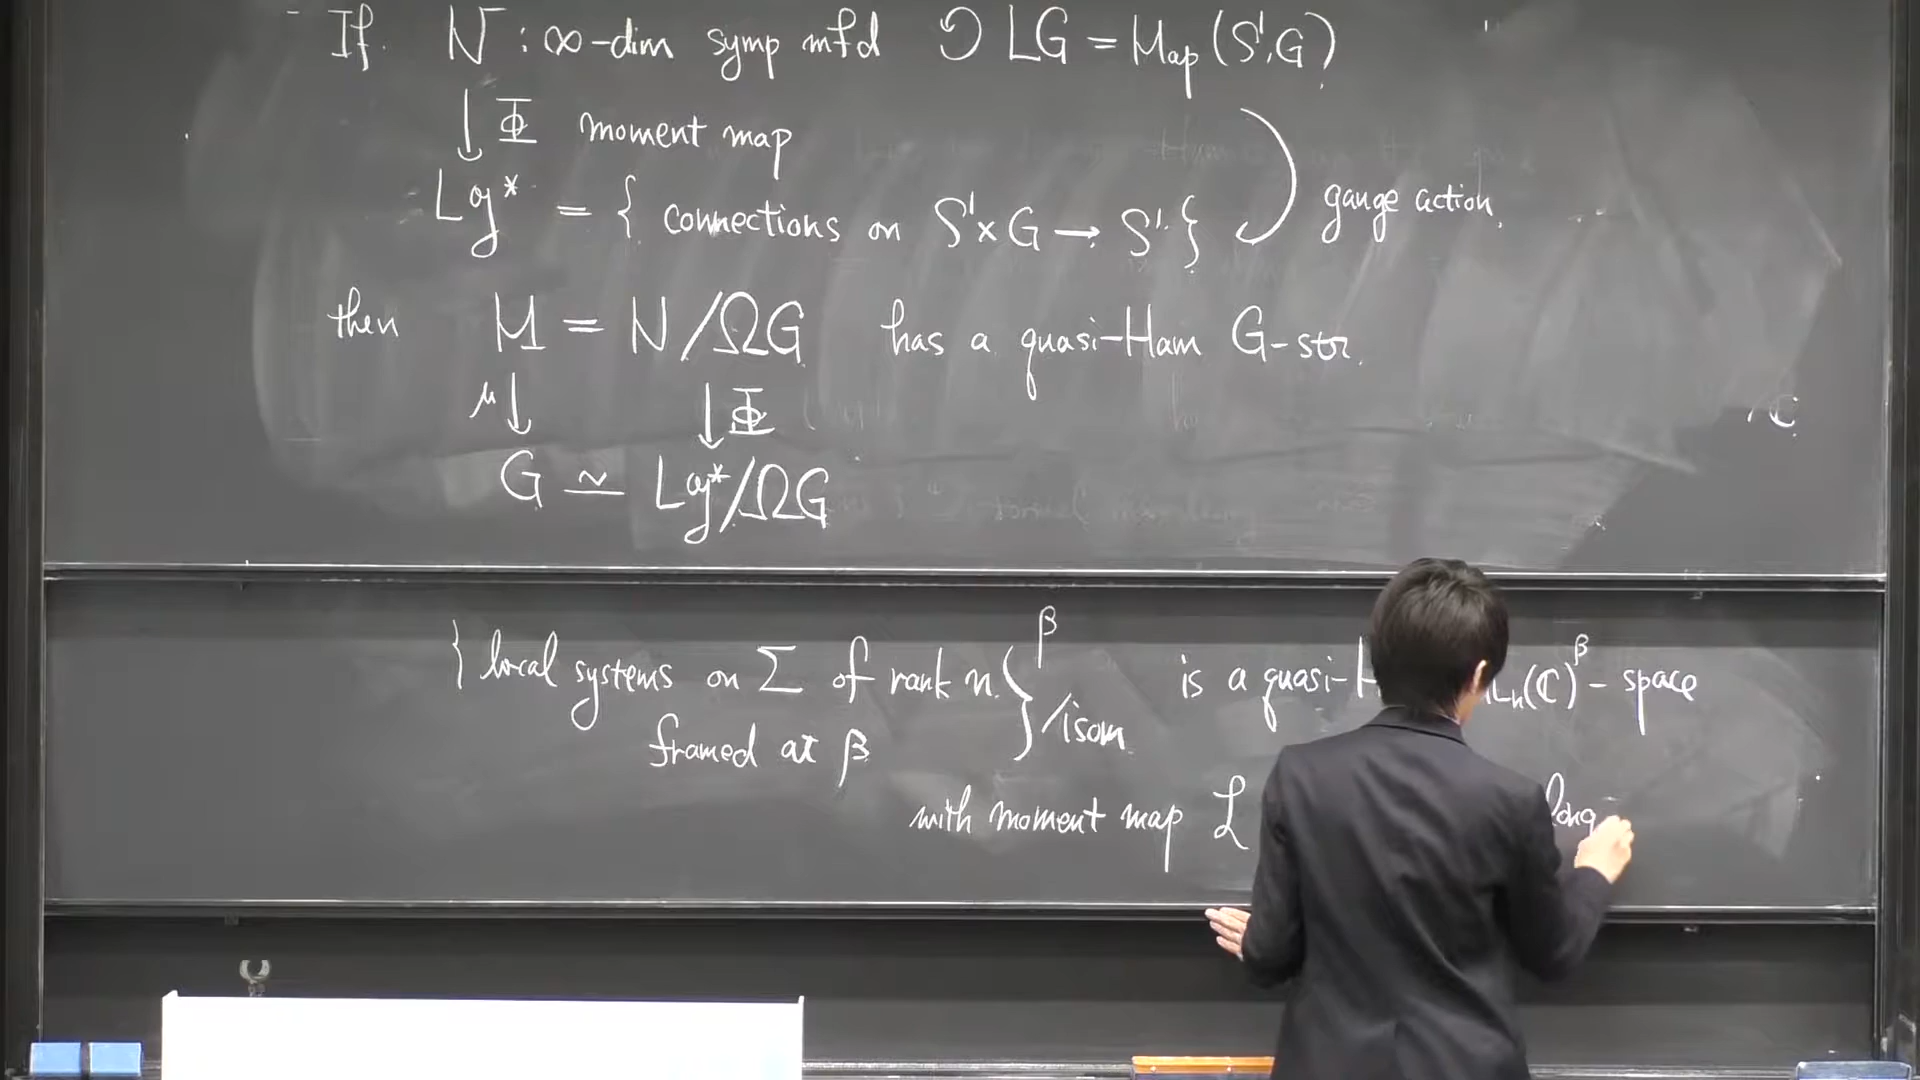 If N : ∞-dim symp mfd ↺ LG = Map (S¹, G)
↓ Φ moment map
Lg* = { connections on S¹×G → S¹ } gauge action.
then M = N/ΩG has a quasi-Ham G-str.
μ ↓ ↓ Φ
G ≃ Lg*/ΩG
{ local systems on Σ of rank n framed at β } / isom is a quasi-H Ln(ℂ)^β - space
with moment map ℒ long